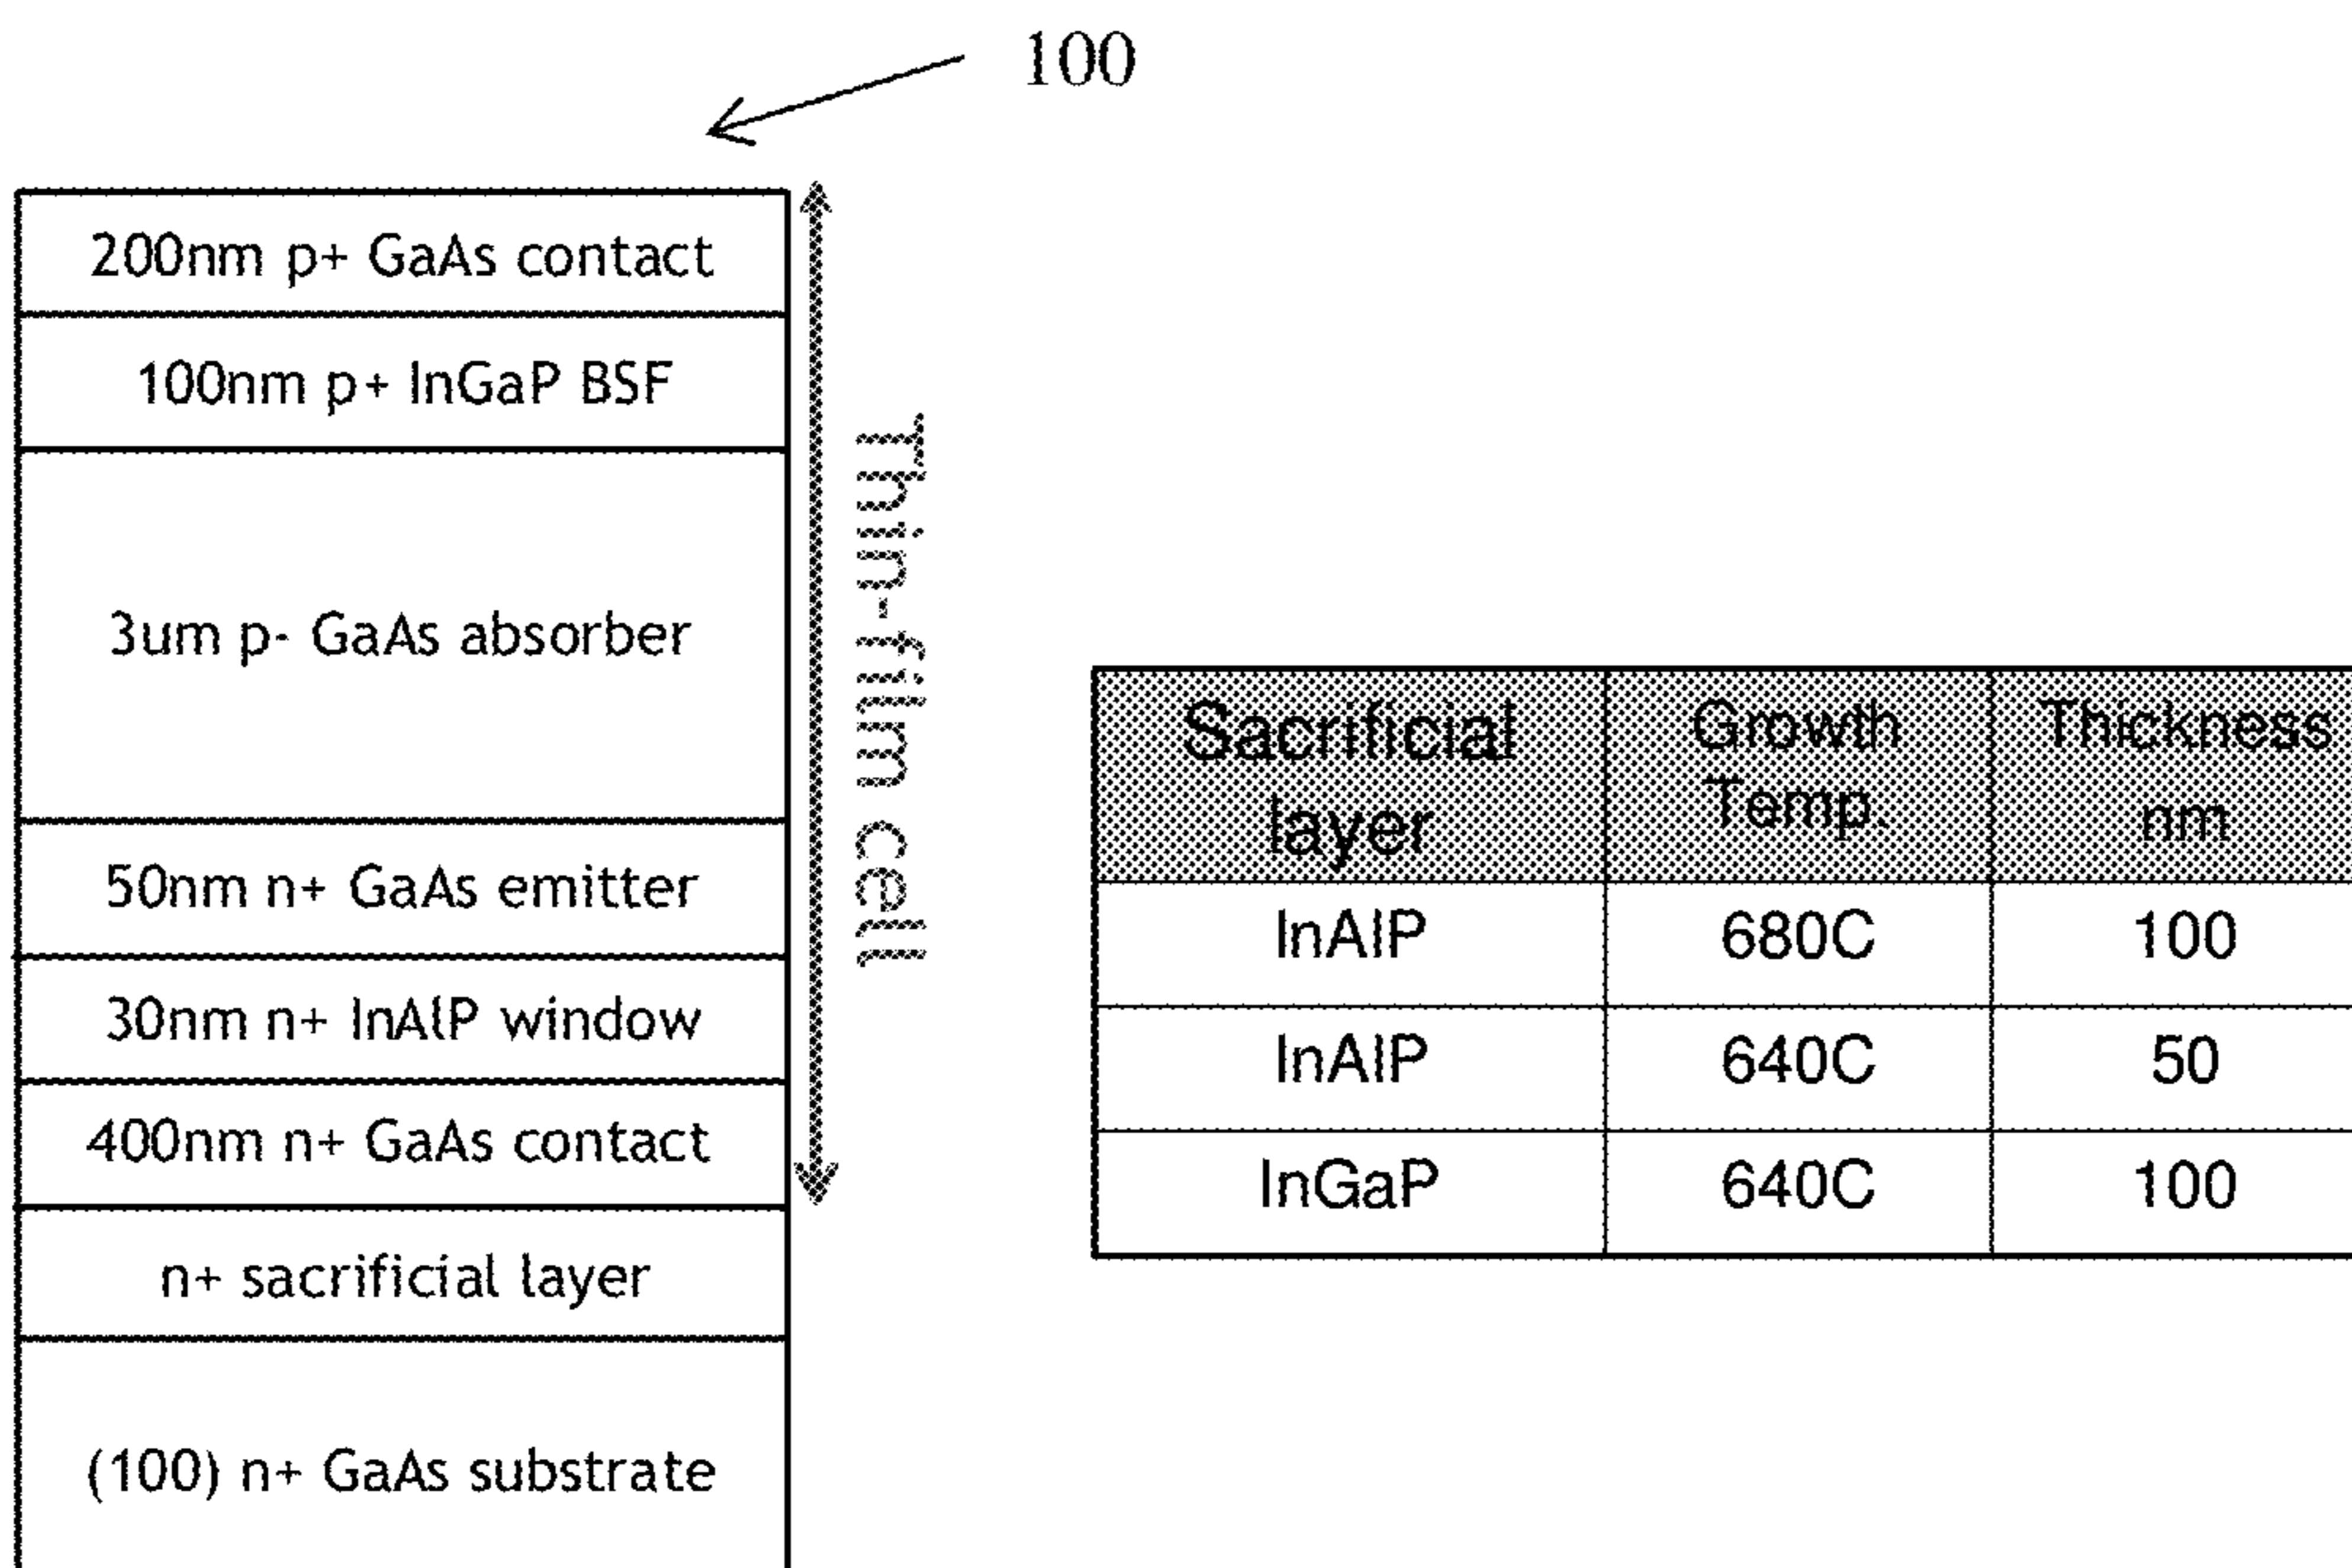 100
200nm p+ GaAs contact
100nm p+ InGaP BSF
3um p- GaAs absorber
50nm n+ GaAs emitter
30nm n+ InAlP window
400nm n+ GaAs contact
n+ sacrificial layer
(100) n+ GaAs substrate
Thin-film cell
Sacrificial
layer
Growth
Temp.
Thickness
nm
InAlP
680C
100
InAlP
640C
50
InGaP
640C
100